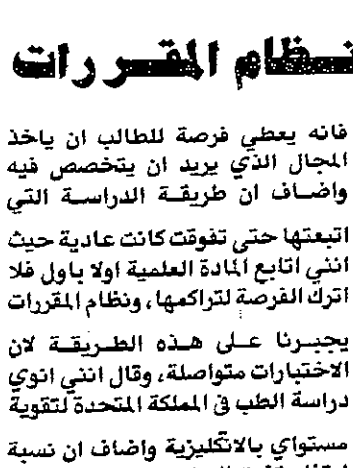 نظام المقررات
فانه يعطي فرصة للطالب ان ياخذ
المجال الذي يريد ان يتخصص فيه
واضاف ان طريقة الدراسة التي
اتبعتها حتى تفوقت كانت عادية حيث
انني اتابع المادة العلمية اولا باول فلا
اترك الفرصة لتراكمها، ونظام المقررات
يجبرنا على هذه الطريقة لان
الاختبارات متواصلة، وقال انني انوي
دراسة الطب في المملكة المتحدة لتقوية
مستواي بالانكليزية واضاف ان نسبة